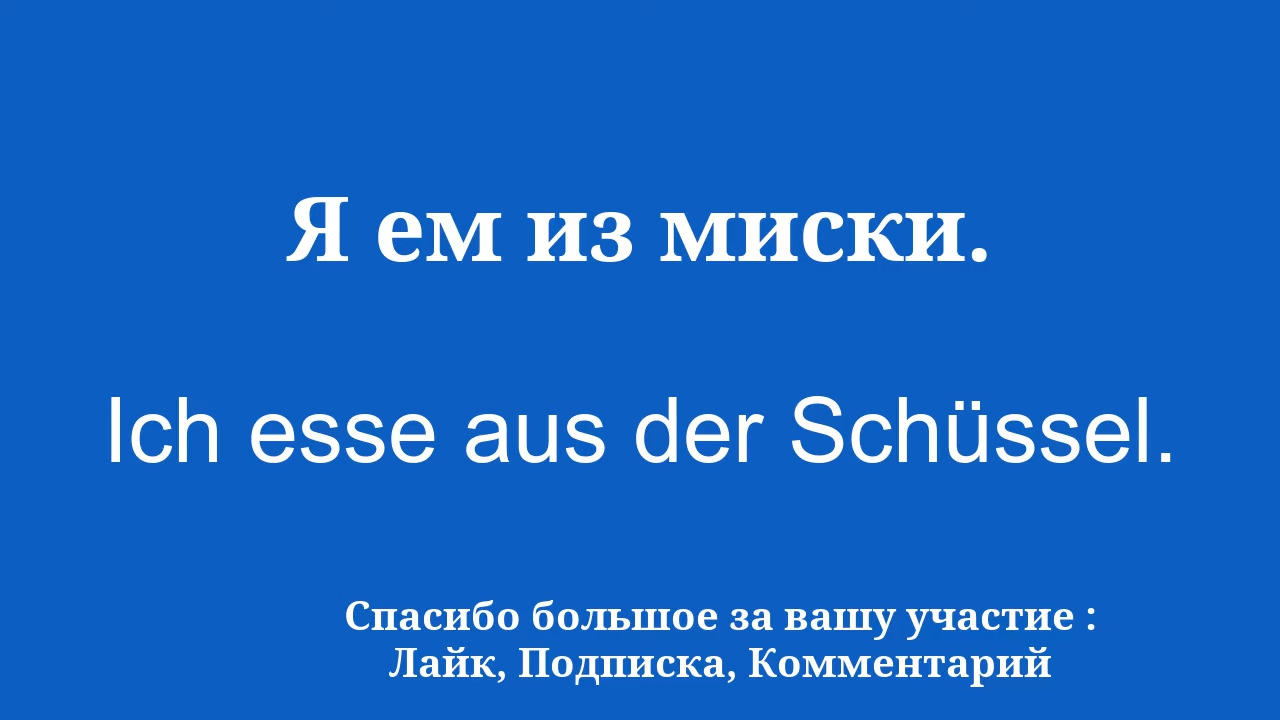 Я ем из миски.
Ich esse aus der Schüssel.
Спасибо большое за вашу участие :
Лайк, Подписка, Комментарий